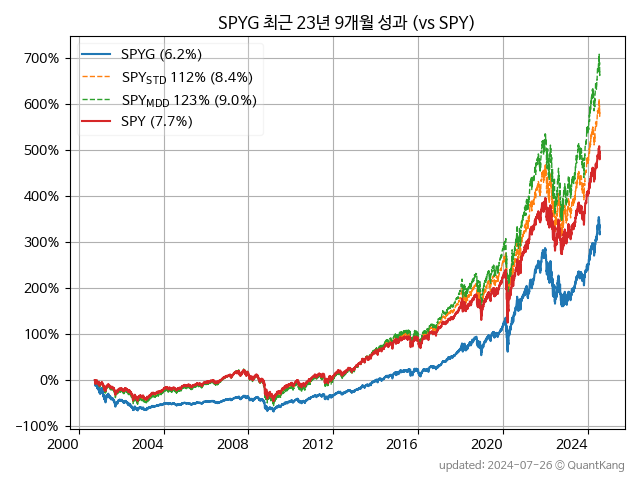 SPYG 최근 23년 9개월 성과 (vs SPY)
SPYG (6.2%)
SPYSTD 112% (8.4%)
SPYMDD 123% (9.0%)
SPY (7.7%)
700%
600%
500%
400%
300%
200%
100%
0%
−100%
2000 2004 2008 2012 2016 2020 2024
updated: 2024-07-26 © QuantKang